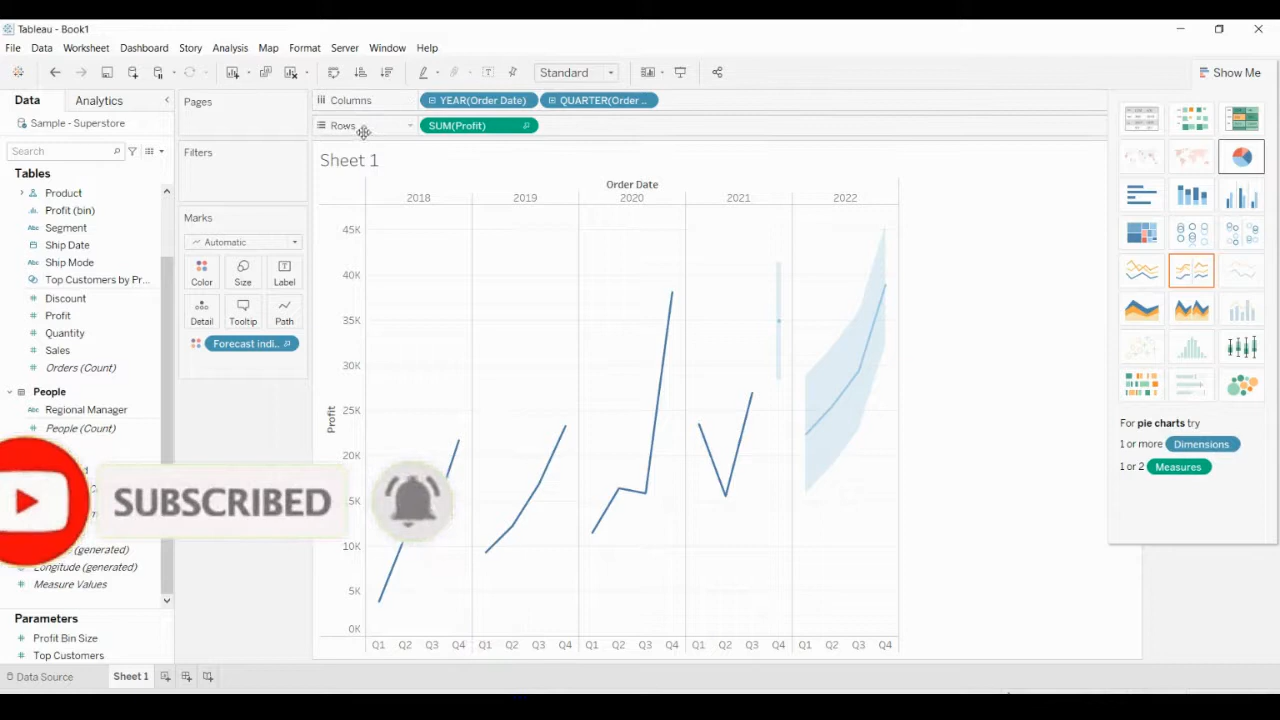 Tableau - Book1
File Data Worksheet Dashboard Story Analysis Map Format Server Window Help
Standard
Show Me
Data Analytics
Sample - Superstore
Search
Tables
Product
Profit (bin)
Abc Segment
Ship Date
Abc Ship Mode
Top Customers by Pr...
Discount
Profit
Quantity
Sales
Orders (Count)
People
Abc Regional Manager
People (Count)
(generated)
Longitude (generated)
Measure Values
Parameters
Profit Bin Size
Top Customers
Pages
Filters
Marks
Automatic
Color Size Label
Detail Tooltip Path
Forecast indi..
Columns YEAR(Order Date) QUARTER(Order ..
Rows SUM(Profit)
Sheet 1
Order Date
2018 2019 2020 2021 2022
45K
40K
35K
30K
25K
20K
5K
10K
5K
0K
Profit
Q1 Q2 Q3 Q4 Q1 Q2 Q3 Q4 Q1 Q2 Q3 Q4 Q1 Q2 Q3 Q4 Q1 Q2 Q3 Q4
For pie charts try
1 or more Dimensions
1 or 2 Measures
SUBSCRIBED
Data Source Sheet 1